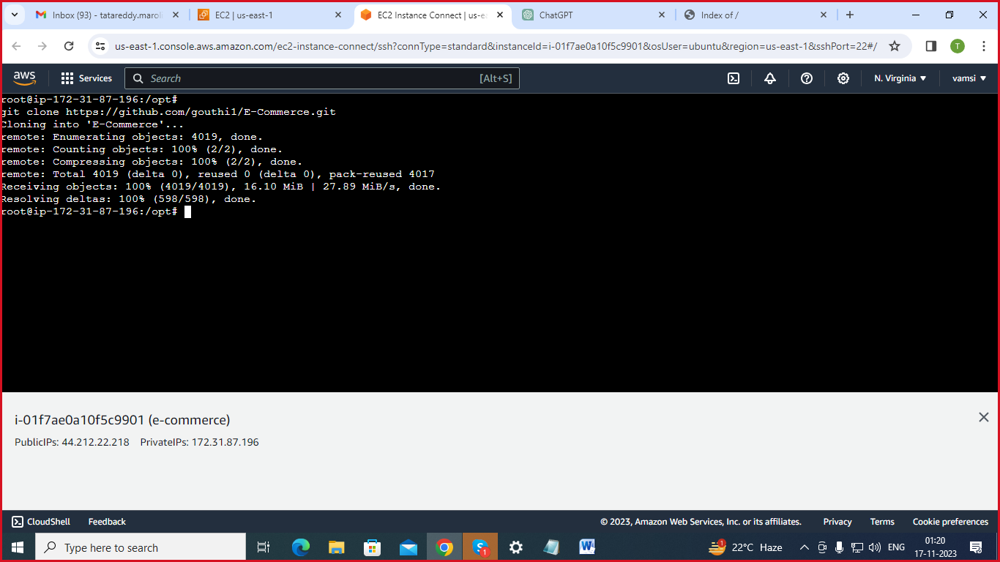 Inbox (93) - tatareddy.maroli
EC2 | us-east-1
EC2 Instance Connect | us-ea
ChatGPT
Index of /
us-east-1.console.aws.amazon.com/ec2-instance-connect/ssh?connType=standard&instanceId=i-01f7ae0a10f5c9901&osUser=ubuntu&region=us-east-1&sshPort=22#/
T
aws
Services
Search
[Alt+S]
N. Virginia
vamsi
root@ip-172-31-87-196:/opt#
git clone https://github.com/gouthi1/E-Commerce.git
Cloning into 'E-Commerce'...
remote: Enumerating objects: 4019, done.
remote: Counting objects: 100% (2/2), done.
remote: Compressing objects: 100% (2/2), done.
remote: Total 4019 (delta 0), reused 0 (delta 0), pack-reused 4017
Receiving objects: 100% (4019/4019), 16.10 MiB | 27.89 MiB/s, done.
Resolving deltas: 100% (598/598), done.
root@ip-172-31-87-196:/opt#
i-01f7ae0a10f5c9901 (e-commerce)
PublicIPs: 44.212.22.218 PrivateIPs: 172.31.87.196
CloudShell
Feedback
© 2023, Amazon Web Services, Inc. or its affiliates.
Privacy
Terms
Cookie preferences
Type here to search
S
1
W
1
22°C Haze
ENG
01:20
17-11-2023